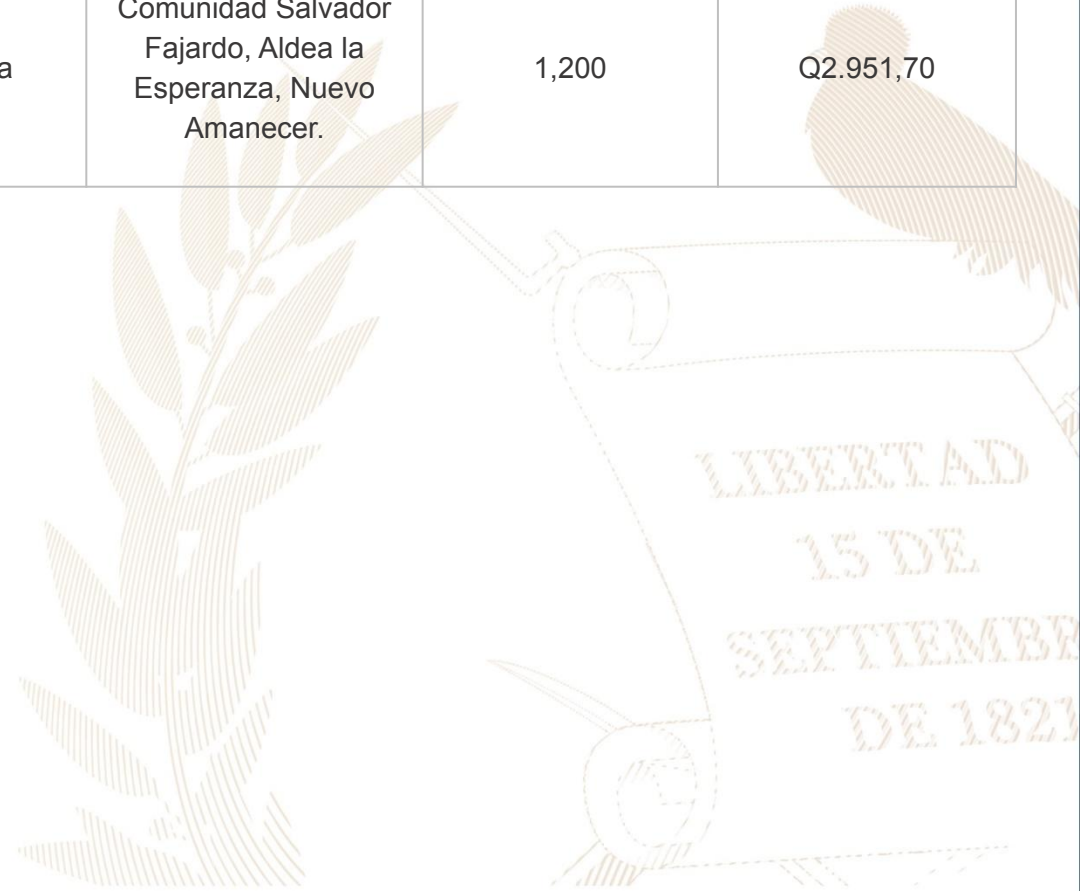 Comunidad Salvador
Fajardo, Aldea la
Esperanza, Nuevo
Amanecer.
a
1,200
Q2.951,70
LIBERTAD
15 DE
SEPTIEMBRE
DE 1821